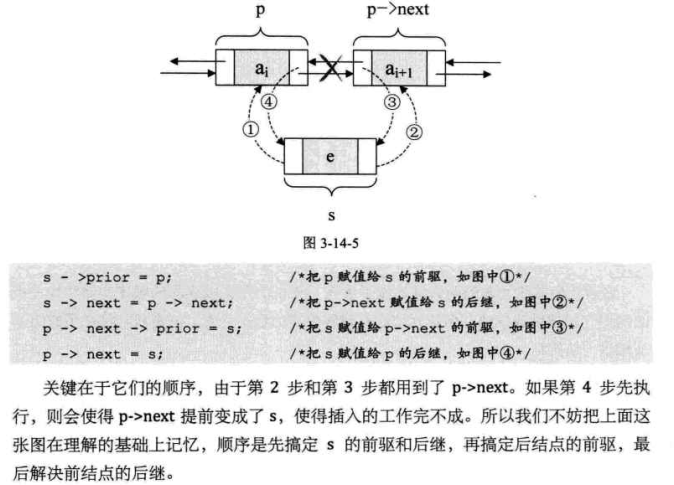 p p->next
aᵢ aᵢ₊₁
④ ③
① ②
e
s
图 3-14-5
s - >prior = p; /*把 p 赋值给 s 的前驱，如图中①*/
s -> next = p -> next; /*把 p->next 赋值给 s 的后继，如图中②*/
p -> next -> prior = s; /*把 s 赋值给 p->next 的前驱，如图中③*/
p -> next = s; /*把 s 赋值给 p 的后继，如图中④*/
关键在于它们的顺序，由于第 2 步和第 3 步都用到了 p->next。如果第 4 步先执
行，则会使得 p->next 提前变成了 s，使得插入的工作完不成。所以我们不妨把上面这
张图在理解的基础上记忆，顺序是先搞定 s 的前驱和后继，再搞定后结点的前驱，最
后解决前结点的后继。